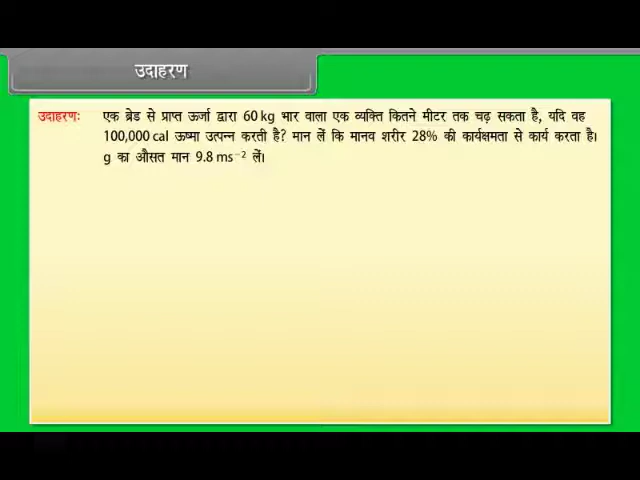 उदाहरण
उदाहरणः एक ब्रेड से प्राप्त ऊर्जा द्वारा 60 kg भार वाला एक व्यक्ति कितने मीटर तक चढ़ सकता है, यदि वह
100,000 cal ऊष्मा उत्पन्न करती है? मान लें कि मानव शरीर 28% की कार्यक्षमता से कार्य करता है।
g का औसत मान 9.8 ms⁻² लें।